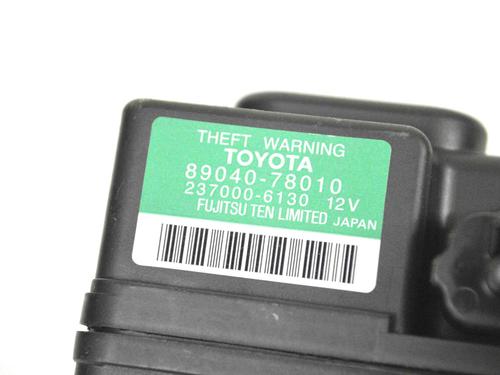 THEFT WARNING
TOYOTA
89040-78010
237000-6130 12V
FUJITSU TEN LIMITED JAPAN